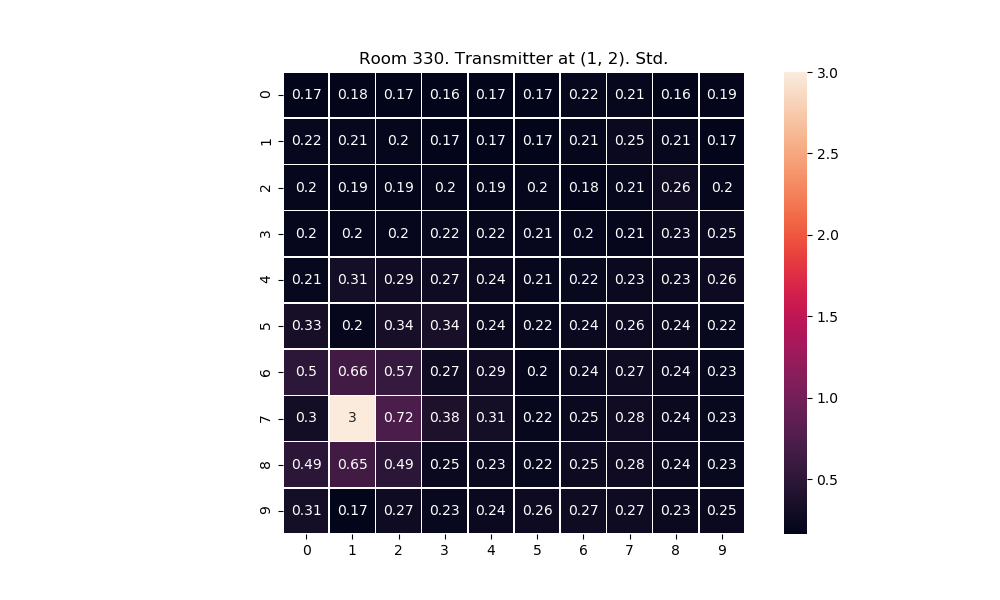 Room 330. Transmitter at (1, 2). Std.
0 0.17 0.18 0.17 0.16 0.17 0.17 0.22 0.21 0.16 0.19
1 0.22 0.21 0.2 0.17 0.17 0.17 0.21 0.25 0.21 0.17
2 0.2 0.19 0.19 0.2 0.19 0.2 0.18 0.21 0.26 0.2
3 0.2 0.2 0.2 0.22 0.22 0.21 0.2 0.21 0.23 0.25
4 0.21 0.31 0.29 0.27 0.24 0.21 0.22 0.23 0.23 0.26
5 0.33 0.2 0.34 0.34 0.24 0.22 0.24 0.26 0.24 0.22
6 0.5 0.66 0.57 0.27 0.29 0.2 0.24 0.27 0.24 0.23
7 0.3 3 0.72 0.38 0.31 0.22 0.25 0.28 0.24 0.23
8 0.49 0.65 0.49 0.25 0.23 0.22 0.25 0.28 0.24 0.23
9 0.31 0.17 0.27 0.23 0.24 0.26 0.27 0.27 0.23 0.25
0 1 2 3 4 5 6 7 8 9
3.0
2.5
2.0
1.5
1.0
0.5